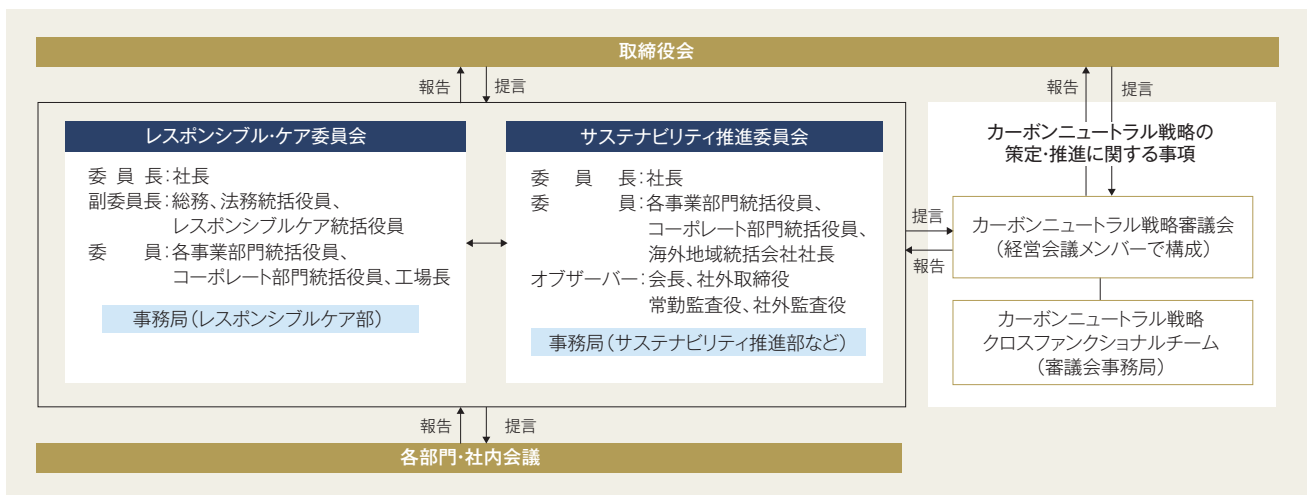 取締役会
報告
提言
報告
提言
レスポンシブル・ケア委員会
委員長:社長
副委員長:総務、法務統括役員、
レスポンシブルケア統括役員
委員:各事業部門統括役員、
コーポレート部門統括役員、工場長
事務局(レスポンシブルケア部)
サステナビリティ推進委員会
委員長:社長
委員:各事業部門統括役員、
コーポレート部門統括役員、
海外地域統括会社社長
オブザーバー:会長、社外取締役
常勤監査役、社外監査役
事務局(サステナビリティ推進部など)
提言
報告
カーボンニュートラル戦略の
策定・推進に関する事項
カーボンニュートラル戦略審議会
(経営会議メンバーで構成)
カーボンニュートラル戦略
クロスファンクショナルチーム
(審議会事務局)
報告
提言
各部門・社内会議